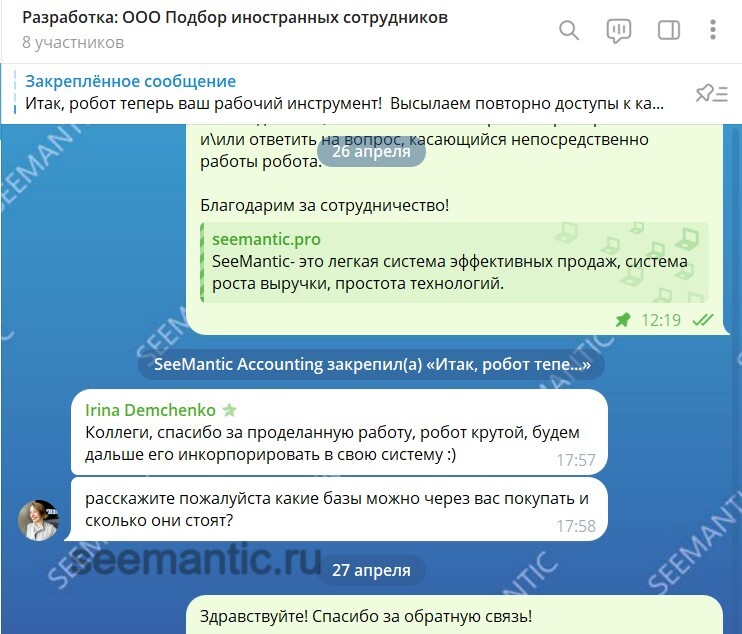 Разработка: ООО Подбор иностранных сотрудников
8 участников
Закреплённое сообщение
Итак, робот теперь ваш рабочий инструмент! Высылаем повторно доступы к ка...
и\или ответить на вопрос, касающийся непосредственно
26 апреля
работы робота.
Благодарим за сотрудничество!
seemantic.pro
SeeMantic- это легкая система эффективных продаж, система
роста выручки, простота технологий.
12:19
SeeMantic Accounting закрепил(а) «Итак, робот тепе...»
Irina Demchenko
Коллеги, спасибо за проделанную работу, робот крутой, будем
дальше его инкорпорировать в свою систему :)
17:57
расскажите пожалуйста какие базы можно через вас покупать и
сколько они стоят?
17:58
seemantic.ru
27 апреля
Здравствуйте! Спасибо за обратную связь!
SEEMANTIC
SEEMANTIC